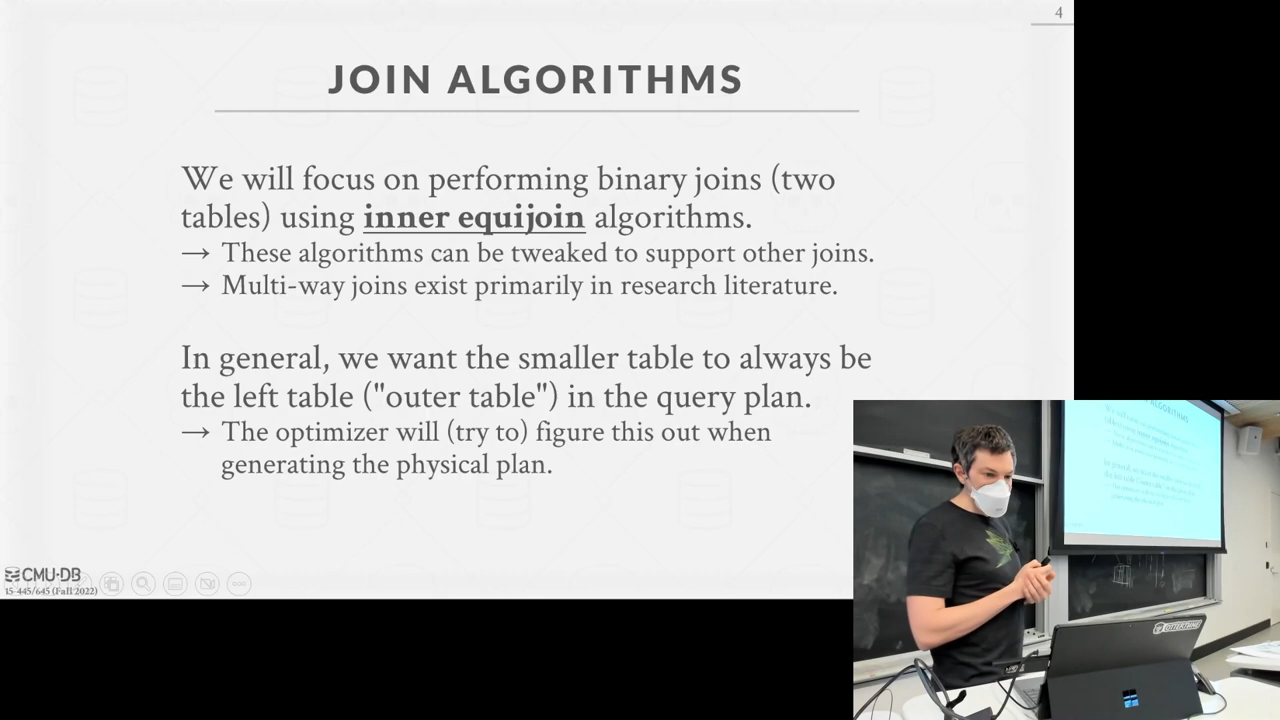 4
JOIN ALGORITHMS
We will focus on performing binary joins (two
tables) using inner equijoin algorithms.
→ These algorithms can be tweaked to support other joins.
→ Multi-way joins exist primarily in research literature.
In general, we want the smaller table to always be
the left table ("outer table") in the query plan.
→ The optimizer will (try to) figure this out when
generating the physical plan.
CMU-DB
15-445/645 (Fall 2022)